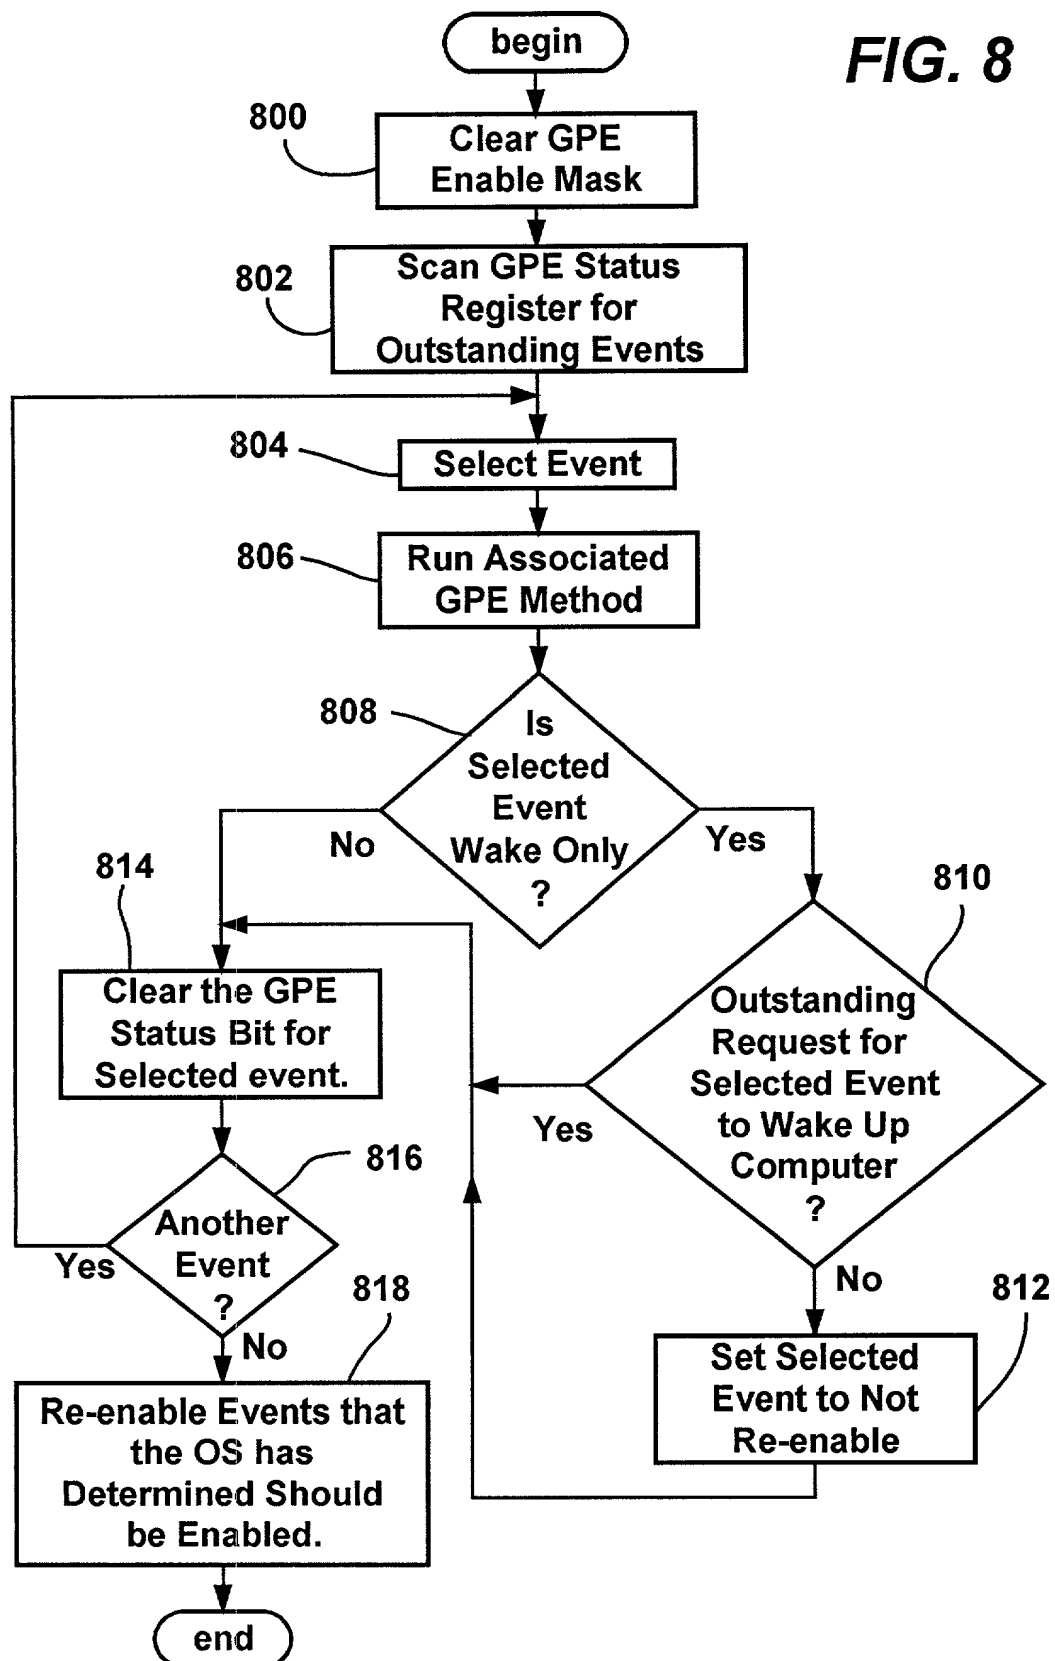 begin
FIG. 8
800
Clear GPE
Enable Mask
802
Scan GPE Status
Register for
Outstanding Events
804
Select Event
806
Run Associated
GPE Method
808
Is
Selected
Event
Wake Only
?
No
Yes
814
810
Clear the GPE
Status Bit for
Selected event.
Outstanding
Request for
Selected Event
to Wake Up
Computer
?
Yes
No
816
Another
Event
?
Yes
No
812
Set Selected
Event to Not
Re-enable
818
Re-enable Events that
the OS has
Determined Should
be Enabled.
end